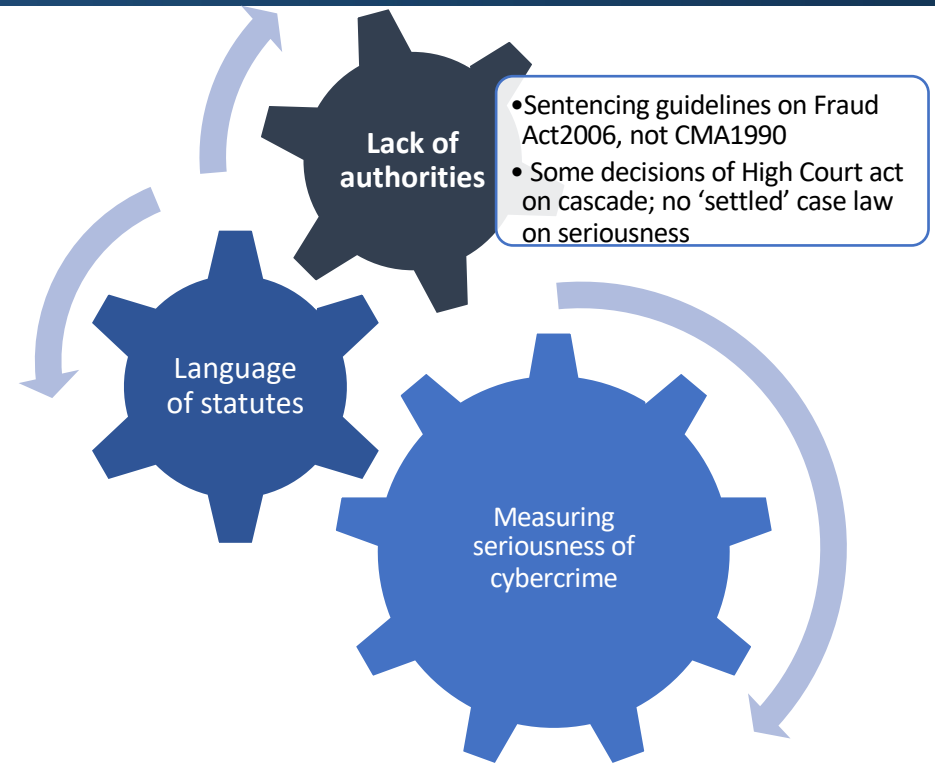 Lack of
authorities
•Sentencing guidelines on Fraud
Act2006, not CMA1990
• Some decisions of High Court act
on cascade; no ‘settled’ case law
on seriousness
Language
of statutes
Measuring
seriousness of
cybercrime